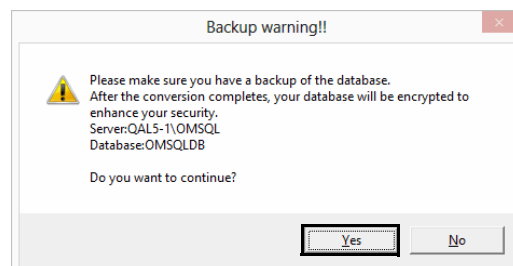 Backup warning!!
Please make sure you have a backup of the database.
After the conversion completes, your database will be encrypted to
enhance your security.
Server:QAL5-1\OMSQL
Database:OMSQLDB
Do you want to continue?
Yes
No